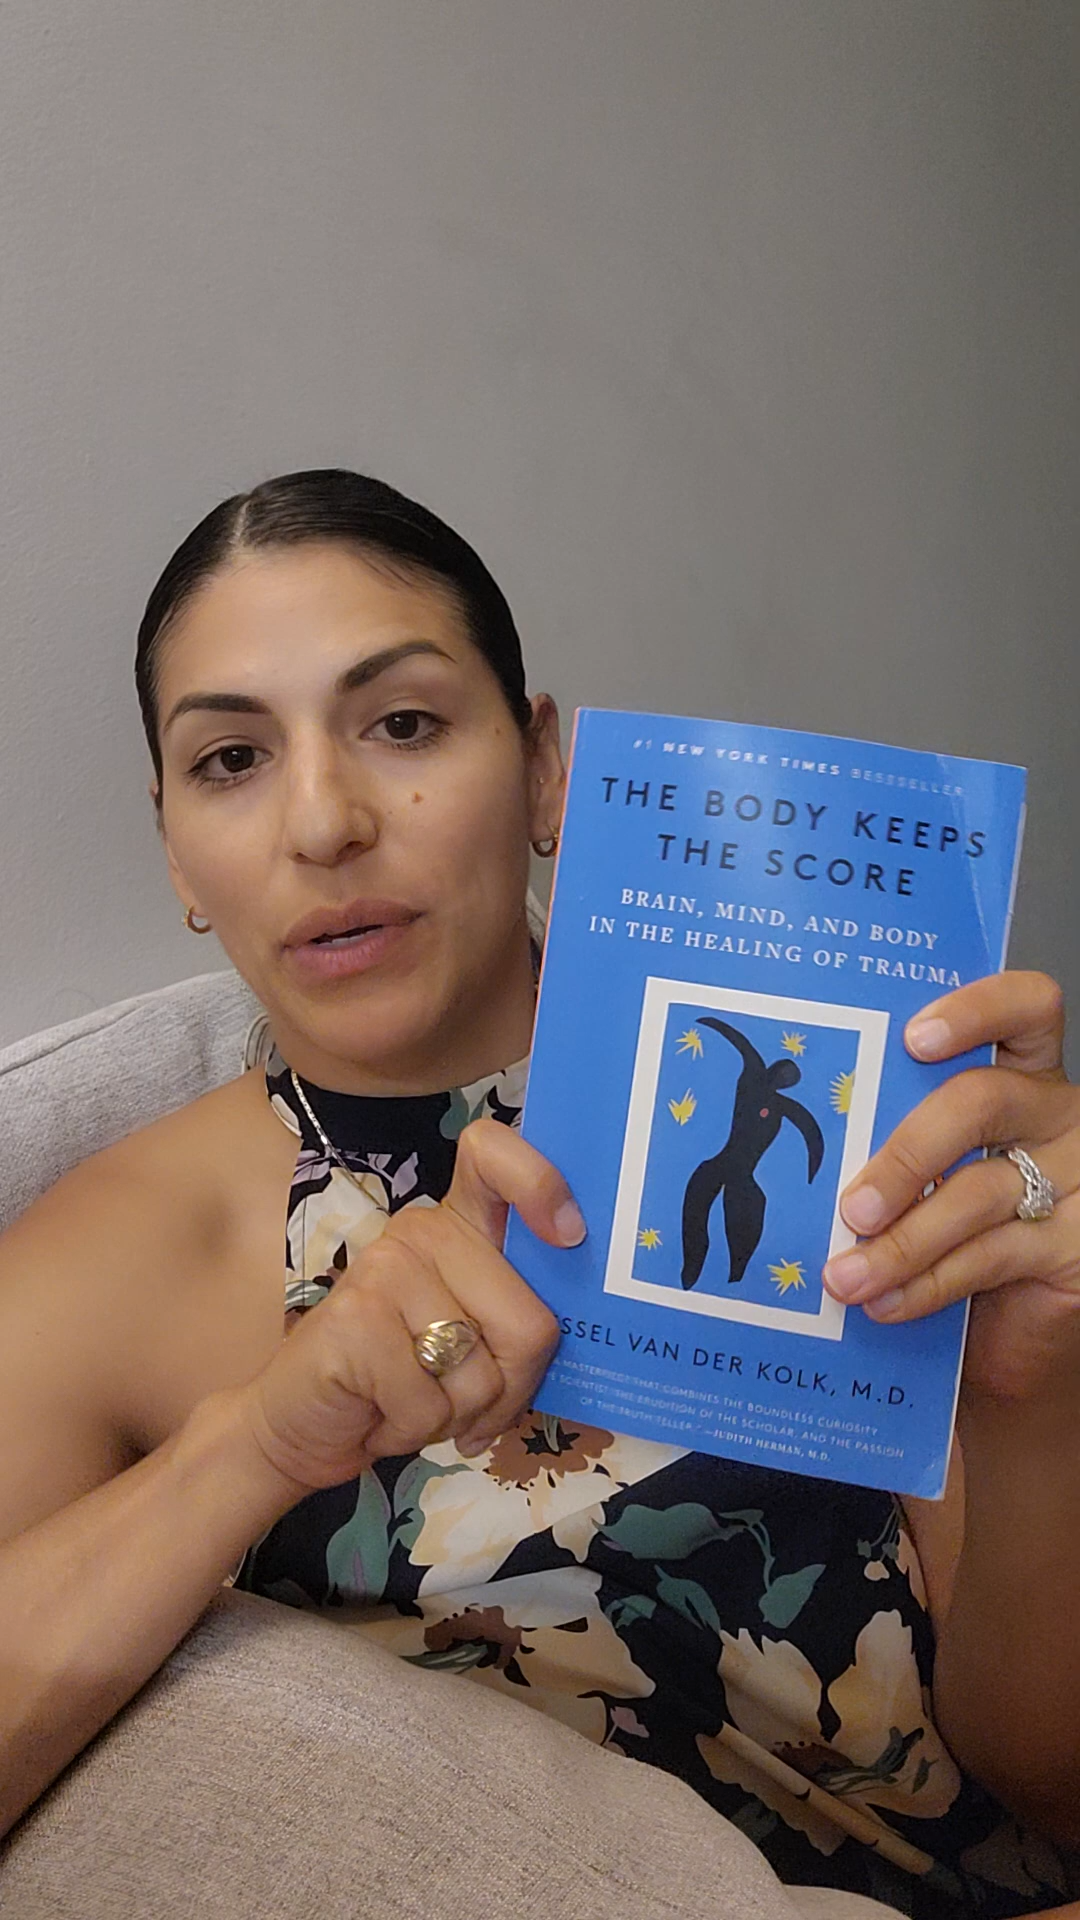 #1 NEW YORK TIMES BESTSELLER
THE BODY KEEPS
THE SCORE
BRAIN, MIND, AND BODY
IN THE HEALING OF TRAUMA
SSEL VAN DER KOLK, M.D.
A MASTERPIECE THAT COMBINES THE BOUNDLESS CURIOSITY
E SCIENTIST, THE ERUDITION OF THE SCHOLAR, AND THE PASSION
OF THE TRUTH TELLER." —JUDITH HERMAN, M.D.